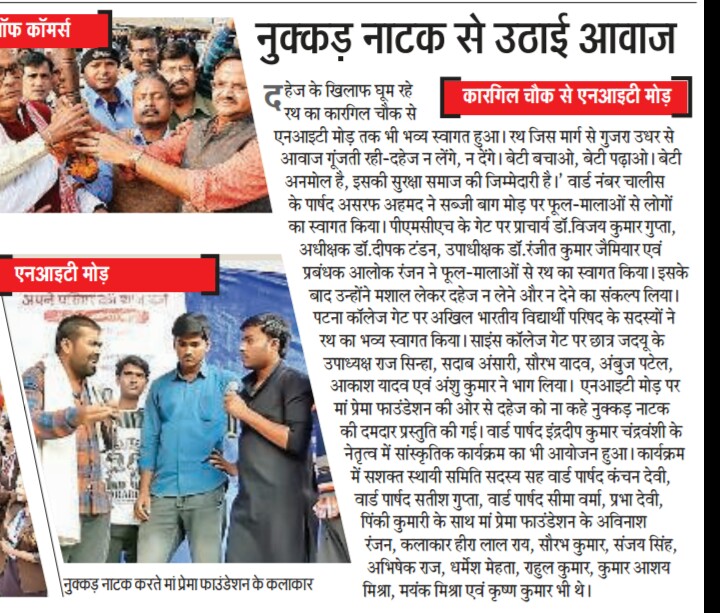 ॉफ कॉमर्स
नुक्कड़ नाटक से उठाई आवाज
कारगिल चौक से एनआइटी मोड़
दहेज के खिलाफ घूम रहे
रथ का कारगिल चौक से
एनआइटी मोड़ तक भी भव्य स्वागत हुआ। रथ जिस मार्ग से गुजरा उधर से
आवाज गूंजती रही-दहेज न लेंगे, न देंगे। बेटी बचाओ, बेटी पढ़ाओ। बेटी
अनमोल है, इसकी सुरक्षा समाज की जिम्मेदारी है।' वार्ड नंबर चालीस
के पार्षद असरफ अहमद ने सब्जी बाग मोड़ पर फूल-मालाओं से लोगों
का स्वागत किया। पीएमसीएच के गेट पर प्राचार्य डॉ.विजय कुमार गुप्ता,
अधीक्षक डॉ.दीपक टंडन, उपाधीक्षक डॉ.रंजीत कुमार जैमियार एवं
प्रबंधक आलोक रंजन ने फूल-मालाओं से रथ का स्वागत किया। इसके
बाद उन्होंने मशाल लेकर दहेज न लेने और न देने का संकल्प लिया।
पटना कॉलेज गेट पर अखिल भारतीय विद्यार्थी परिषद के सदस्यों ने
रथ का भव्य स्वागत किया। साइंस कॉलेज गेट पर छात्र जदयू के
उपाध्यक्ष राज सिन्हा, सदाब अंसारी, सौरभ यादव, अंबुज पटेल,
आकाश यादव एवं अंशु कुमार ने भाग लिया। एनआइटी मोड़ पर
मां प्रेमा फाउंडेशन की ओर से दहेज को ना कहे नुक्कड़ नाटक
की दमदार प्रस्तुति की गई। वार्ड पार्षद इंद्रदीप कुमार चंद्रवंशी के
नेतृत्व में सांस्कृतिक कार्यक्रम का भी आयोजन हुआ। कार्यक्रम
में सशक्त स्थायी समिति सदस्य सह वार्ड पार्षद कंचन देवी,
वार्ड पार्षद सतीश गुप्ता, वार्ड पार्षद सीमा वर्मा, प्रभा देवी,
पिंकी कुमारी के साथ मां प्रेमा फाउंडेशन के अविनाश
रंजन, कलाकार हीरा लाल राय, सौरभ कुमार, संजय सिंह,
अभिषेक राज, धर्मेश मेहता, राहुल कुमार, कुमार आशय
मिश्रा, मयंक मिश्रा एवं कृष्ण कुमार भी थे।
एनआइटी मोड़
अपने
नुक्कड़ नाटक करते मां प्रेमा फाउंडेशन के कलाकार